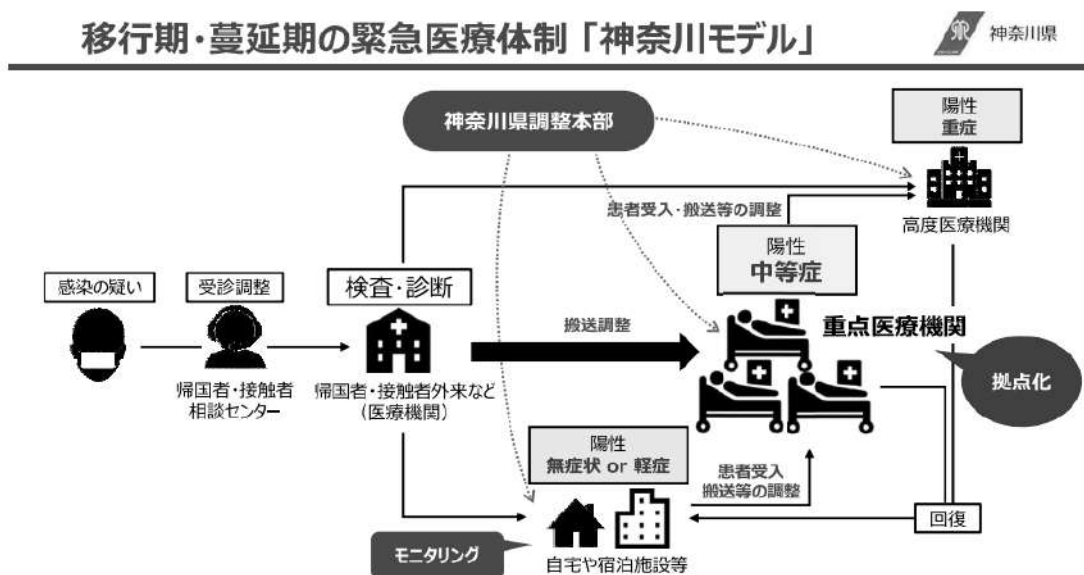 移行期・蔓延期の緊急医療体制「神奈川モデル」
神奈川県
神奈川県調整本部
陽性
重症
高度医療機関
患者受入・搬送等の調整
陽性
中等症
重点医療機関
拠点化
感染の疑い
受診調整
検査・診断
搬送調整
帰国者・接触者
相談センター
帰国者・接触者外来など
(医療機関)
陽性
無症状 or 軽症
患者受入
搬送等の調整
回復
モニタリング
自宅や宿泊施設等